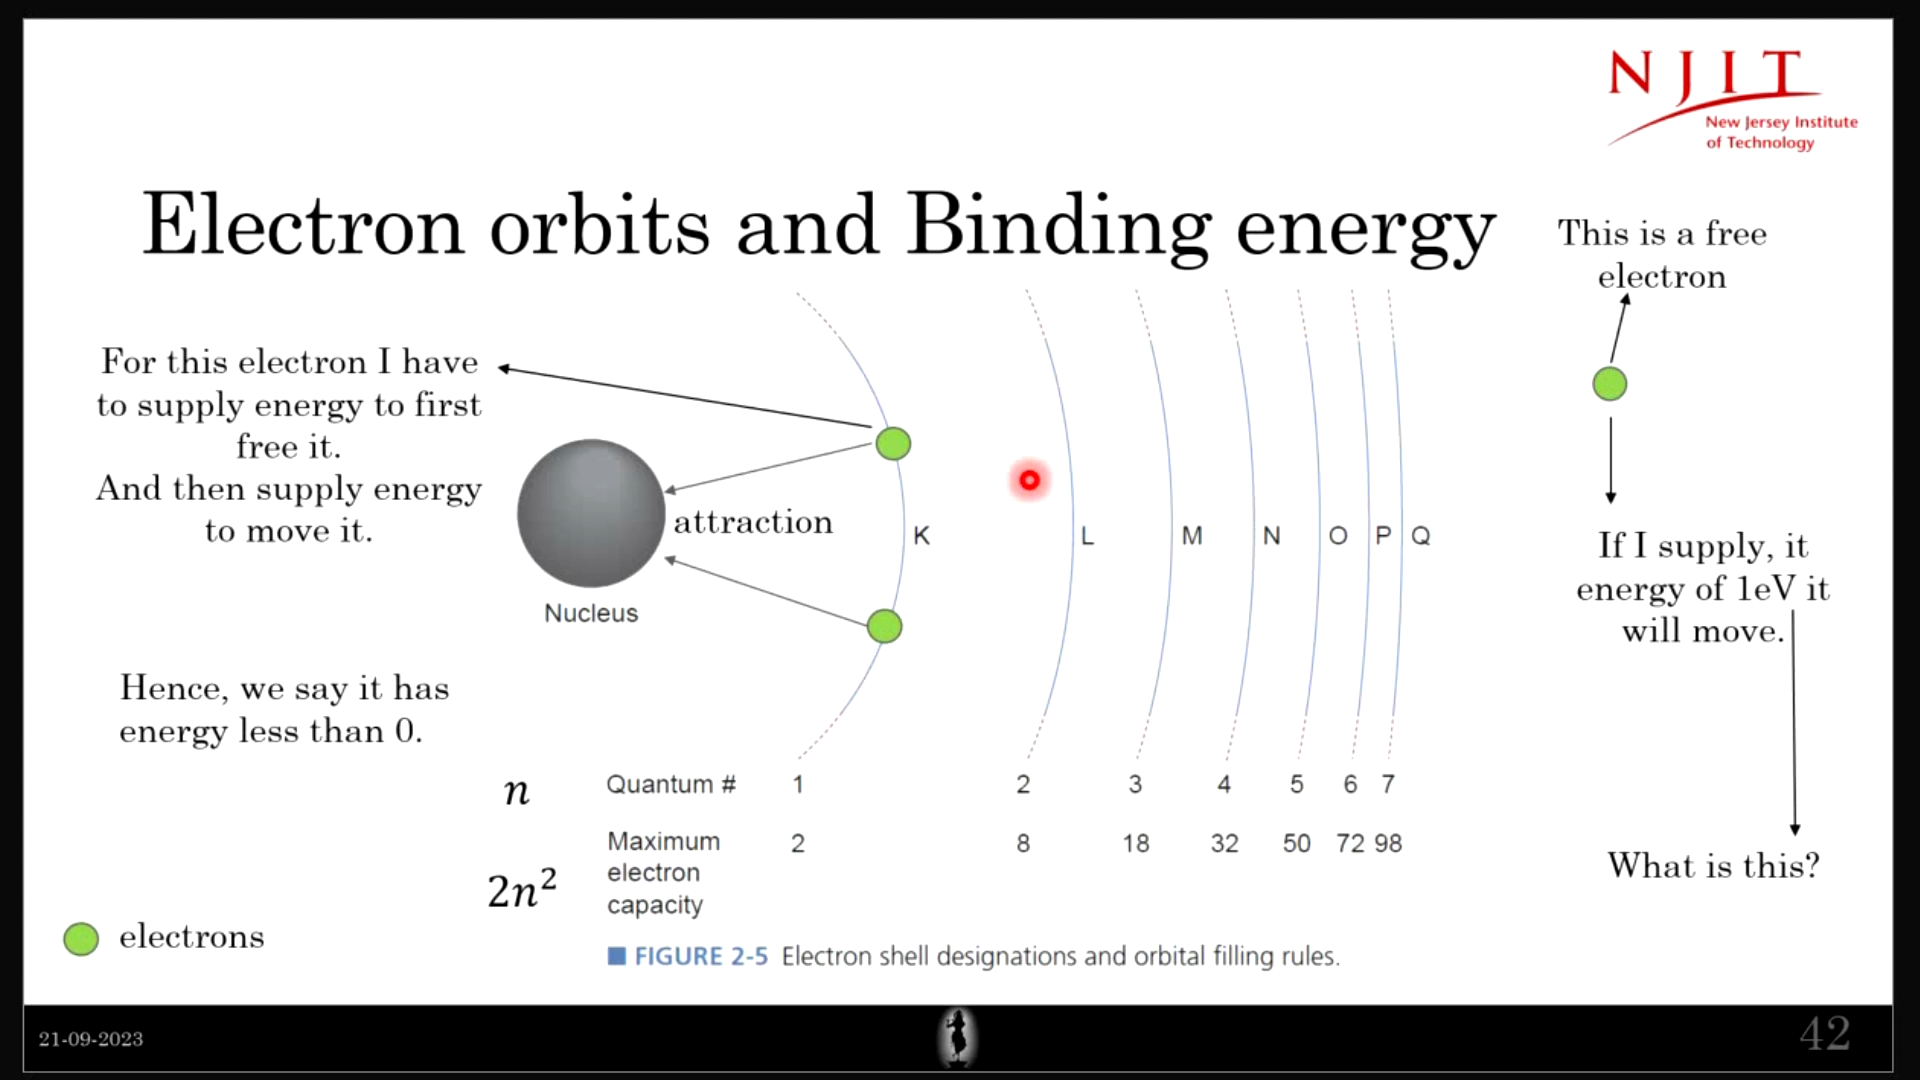 NJIT
New Jersey Institute
of Technology
Electron orbits and Binding energy
This is a free
electron
For this electron I have
to supply energy to first
free it.
And then supply energy
to move it.
attraction
Nucleus
K
L
M
N
O
P
Q
If I supply, it
energy of 1eV it
will move.
Hence, we say it has
energy less than 0.
n
Quantum # 1 2 3 4 5 6 7
2n²
Maximum 2 8 18 32 50 72 98
electron
capacity
What is this?
electrons
FIGURE 2-5 Electron shell designations and orbital filling rules.
21-09-2023
42